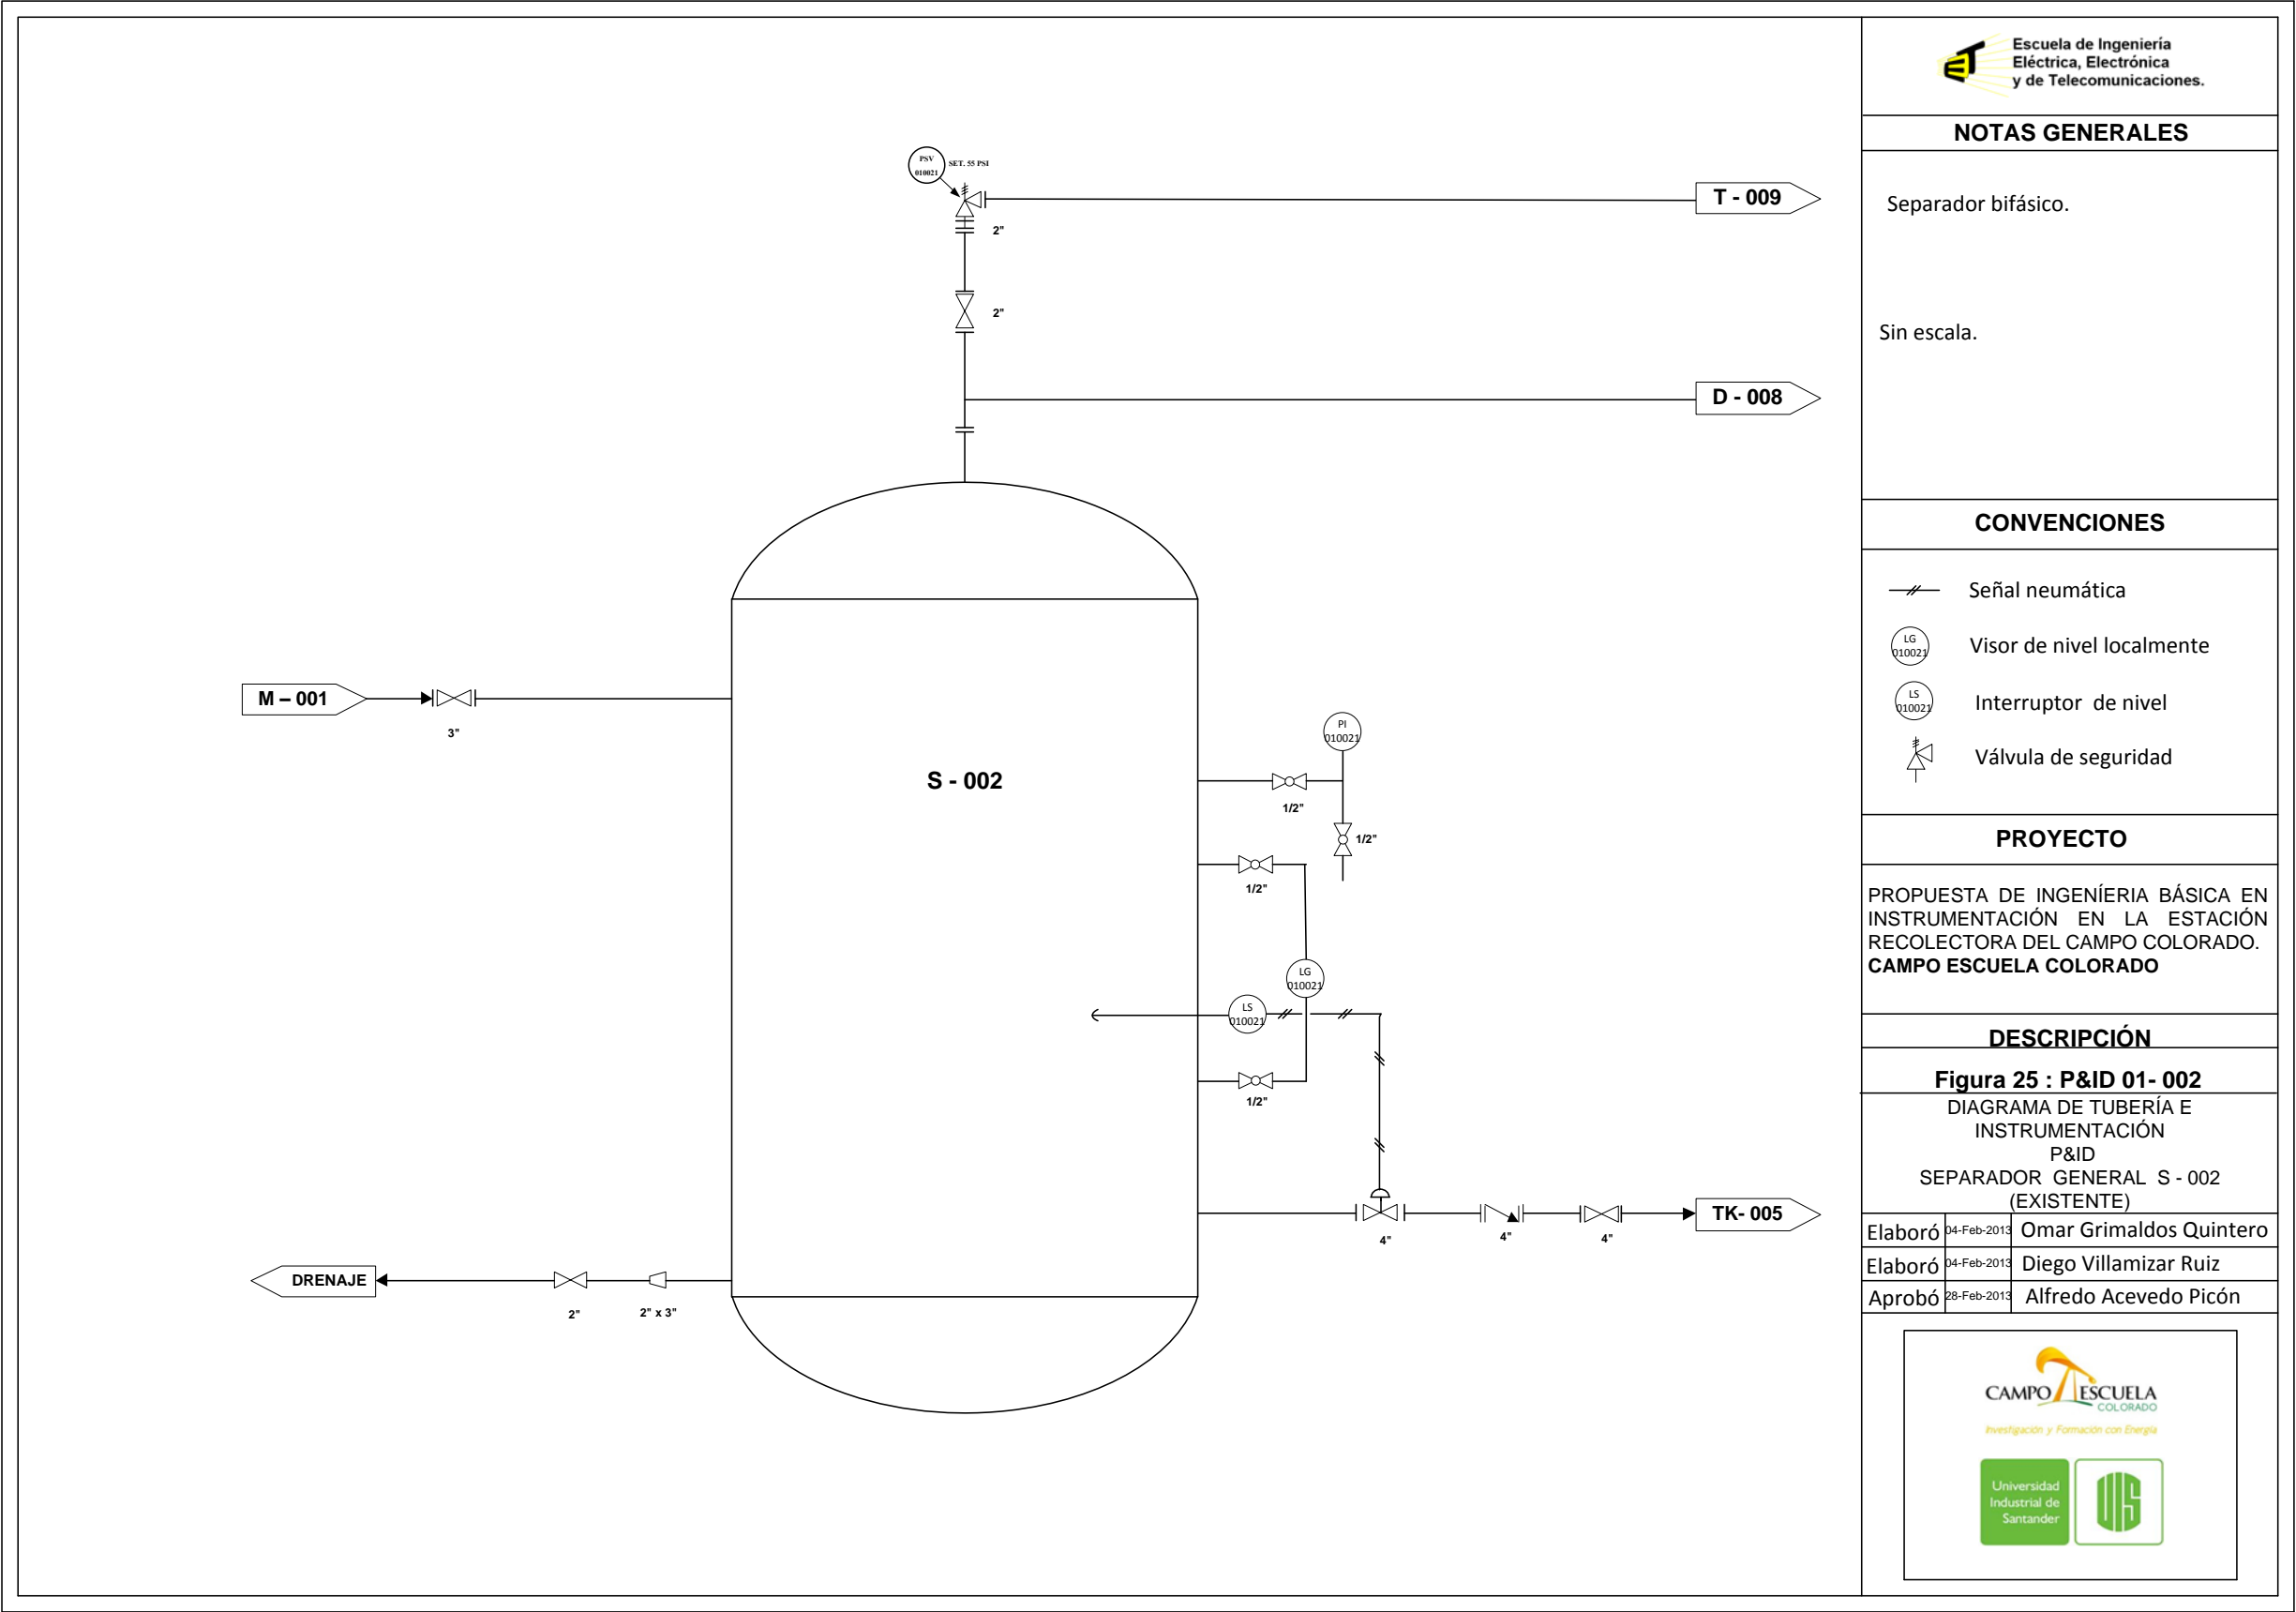 PSV
010021
SET. 55 PSI
2"
2"
T - 009
D - 008
M – 001
3"
S - 002
PI
010021
1/2"
1/2"
1/2"
LG
010021
LS
010021
1/2"
4"
4"
4"
TK- 005
DRENAJE
2"
2" x 3"
Escuela de Ingeniería
Eléctrica, Electrónica
y de Telecomunicaciones.
NOTAS GENERALES
Separador bifásico.
Sin escala.
CONVENCIONES
Señal neumática
LG
010021
Visor de nivel localmente
LS
010021
Interruptor de nivel
Válvula de seguridad
PROYECTO
PROPUESTA DE INGENÍERIA BÁSICA EN
INSTRUMENTACIÓN EN LA ESTACIÓN
RECOLECTORA DEL CAMPO COLORADO.
CAMPO ESCUELA COLORADO
DESCRIPCIÓN
Figura 25 : P&ID 01- 002
DIAGRAMA DE TUBERÍA E
INSTRUMENTACIÓN
P&ID
SEPARADOR GENERAL S - 002
(EXISTENTE)
Elaboró 04-Feb-2013 Omar Grimaldos Quintero
Elaboró 04-Feb-2013 Diego Villamizar Ruiz
Aprobó 28-Feb-2013 Alfredo Acevedo Picón
CAMPO ESCUELA
COLORADO
Investigación y Formación con Energía
Universidad
Industrial de
Santander
UIS